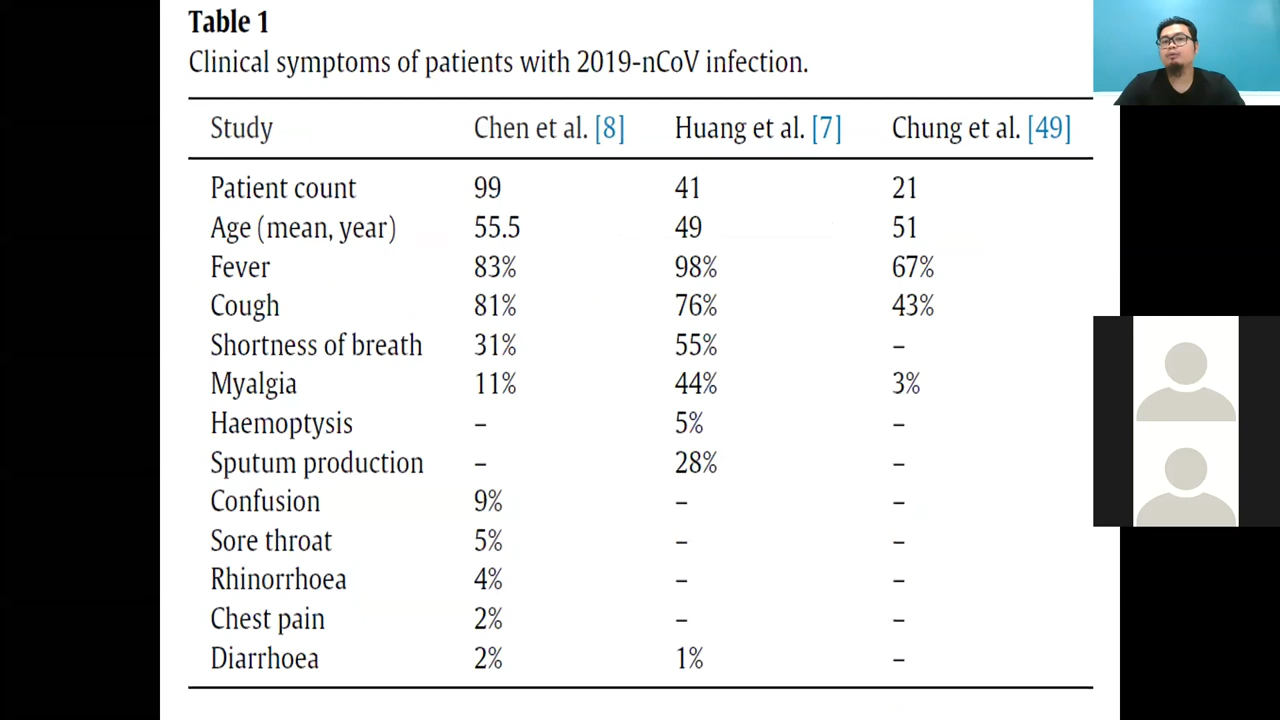 Table 1
Clinical symptoms of patients with 2019-nCoV infection.
Study Chen et al. [8] Huang et al. [7] Chung et al. [49]
Patient count 99 41 21
Age (mean, year) 55.5 49 51
Fever 83% 98% 67%
Cough 81% 76% 43%
Shortness of breath 31% 55% –
Myalgia 11% 44% 3%
Haemoptysis – 5% –
Sputum production – 28% –
Confusion 9% – –
Sore throat 5% – –
Rhinorrhoea 4% – –
Chest pain 2% – –
Diarrhoea 2% 1% –